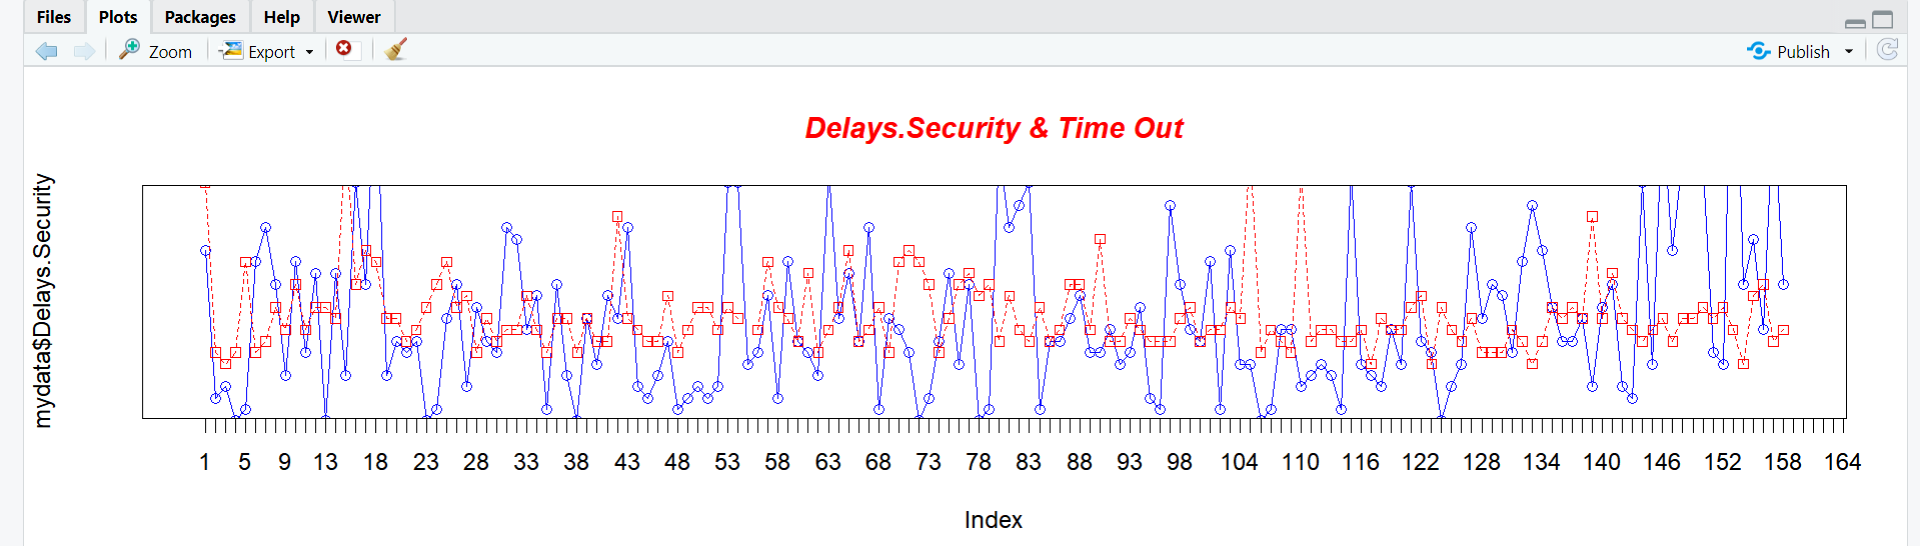 Files Plots Packages Help Viewer
Zoom Export Publish
Delays.Security & Time Out
mydata$Delays.Security
1 5 9 13 18 23 28 33 38 43 48 53 58 63 68 73 78 83 88 93 98 104 110 116 122 128 134 140 146 152 158 164
Index